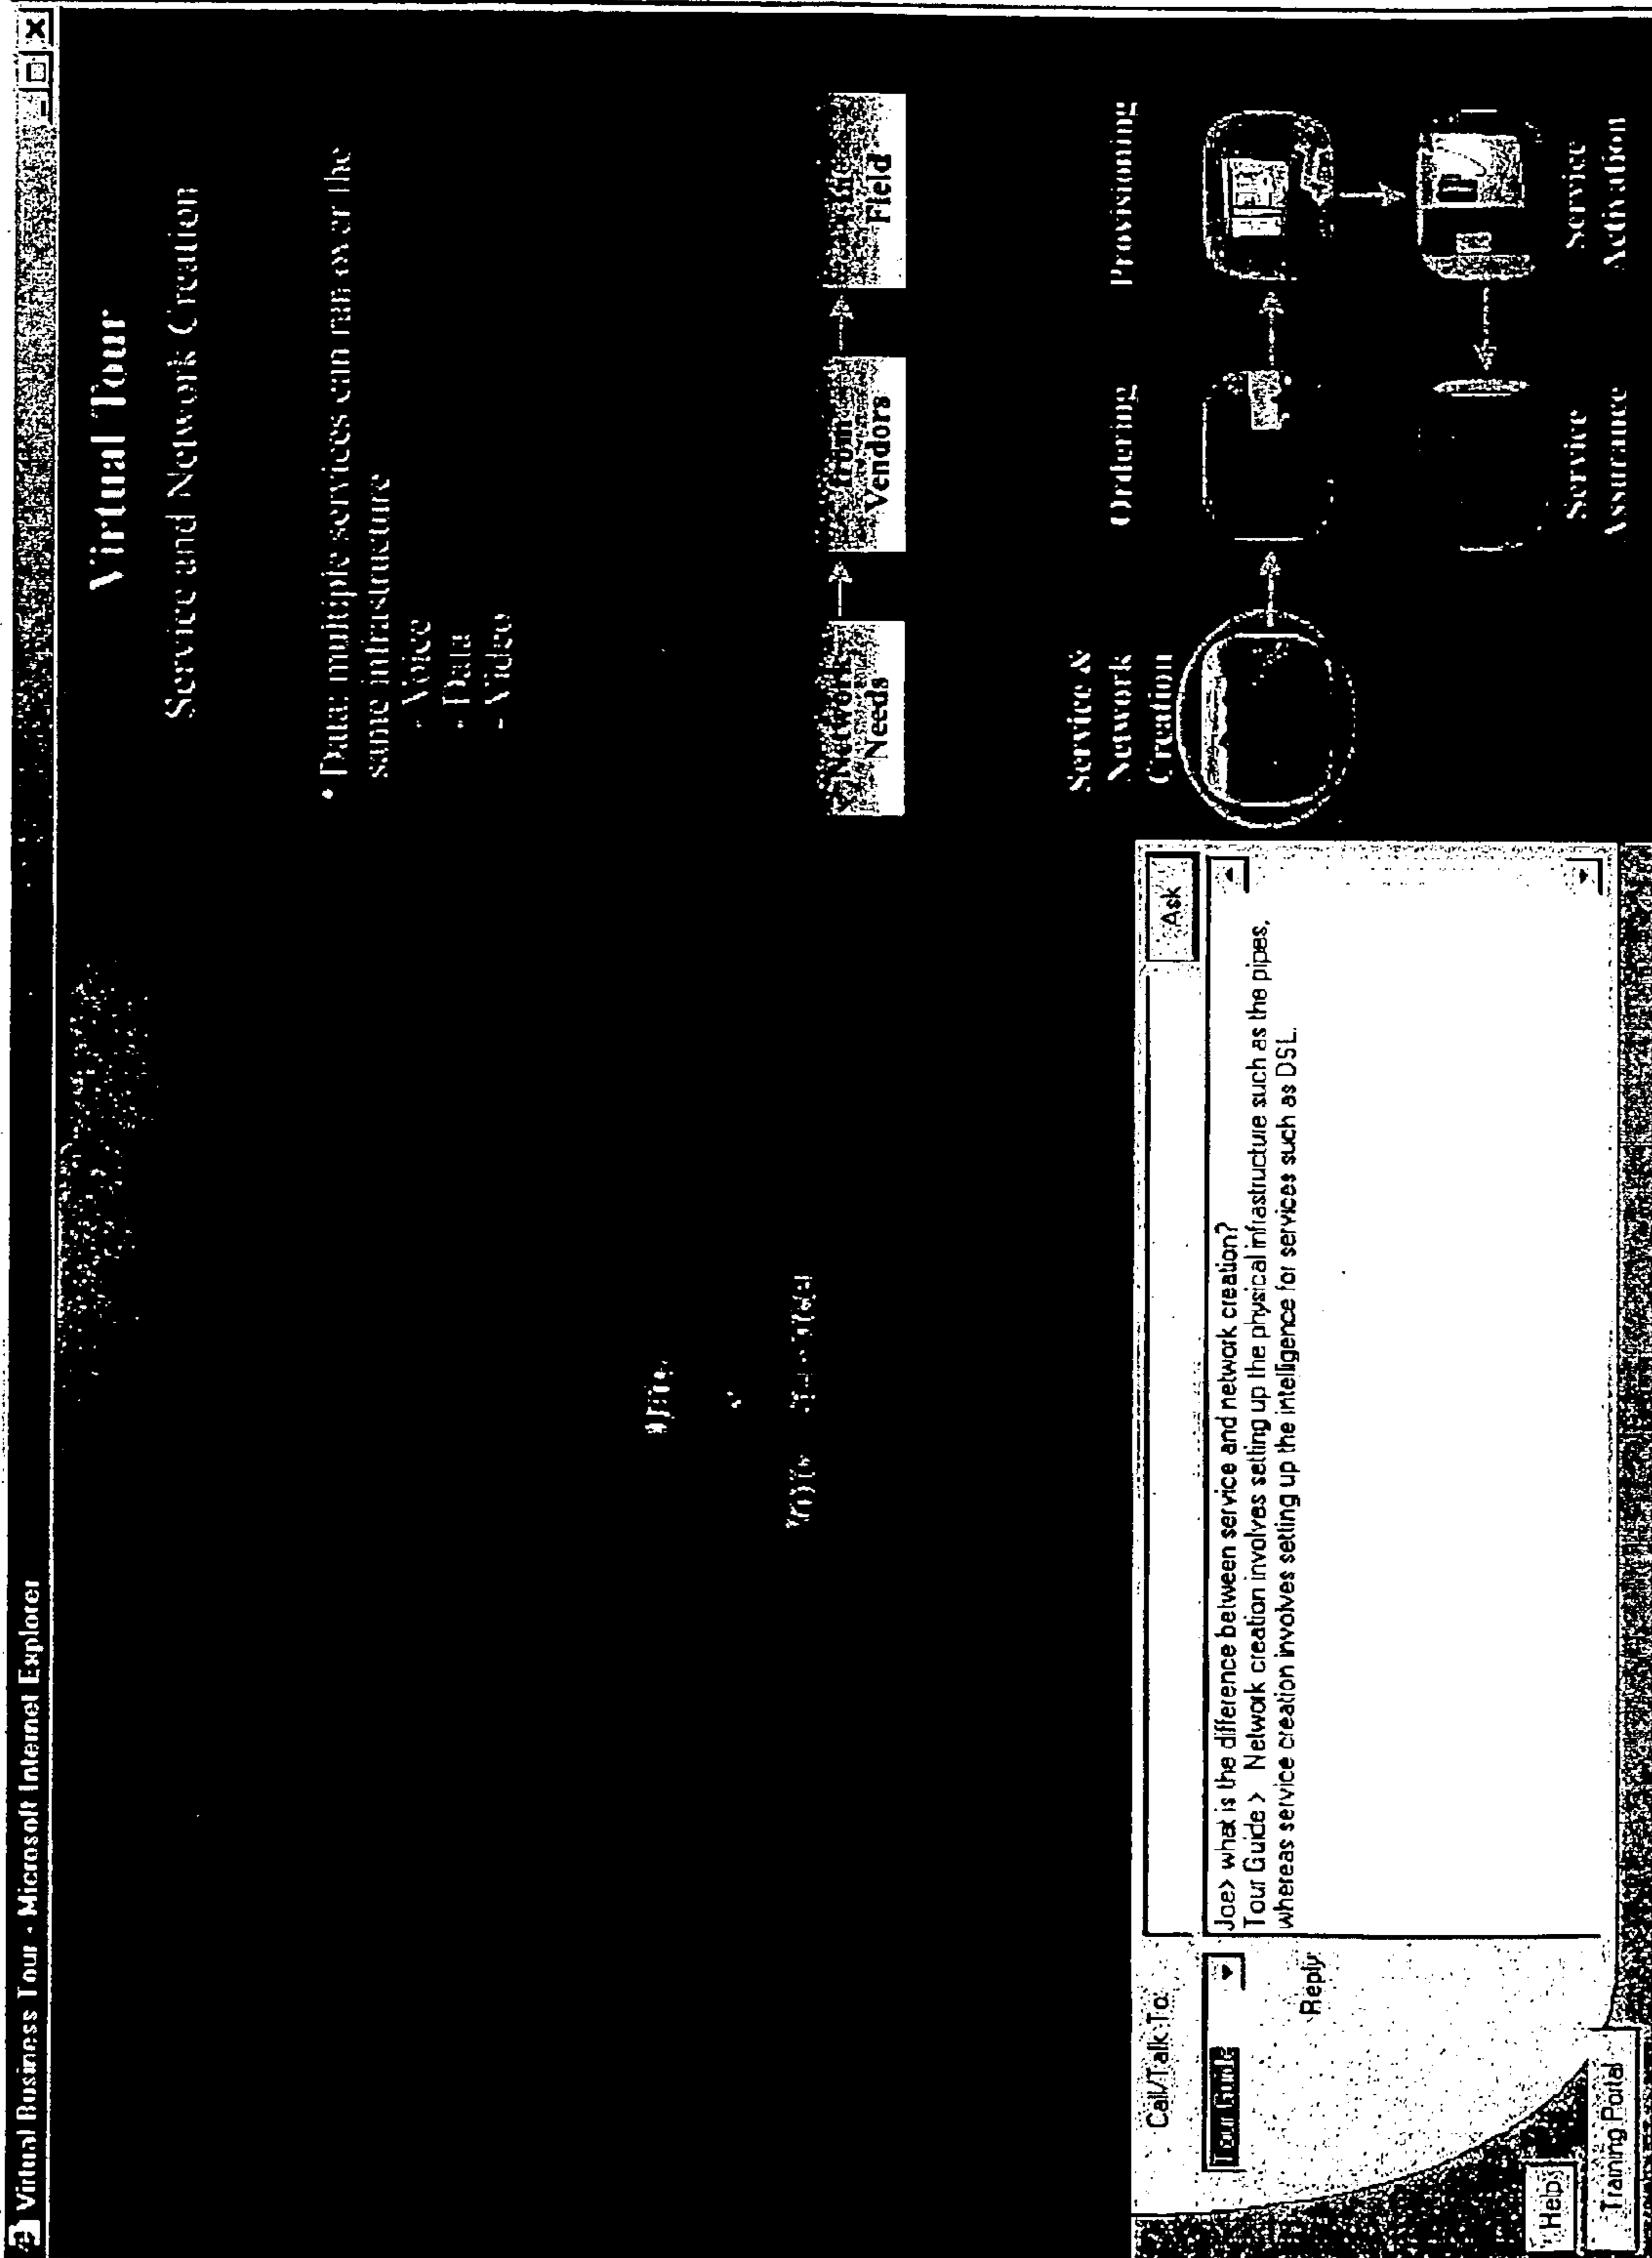 Virtual Business Tour - Microsoft Internet Explorer
Virtual Tour
Service and Network Creation
• Data: multiple services can run over the
same infrastructure
- Voice
- Data
- Video
Network
Needs
from
Vendors
Field
Service &
Network
Creation
Ordering
Provisioning
Service
Assurance
Service
Activation
Call/Talk To:
Ask
Tour Guide
Reply
Joe> what is the difference between service and network creation?
Tour Guide > Network creation involves setting up the physical infrastructure such as the pipes,
whereas service creation involves setting up the intelligence for services such as DSL.
Help
Training Portal